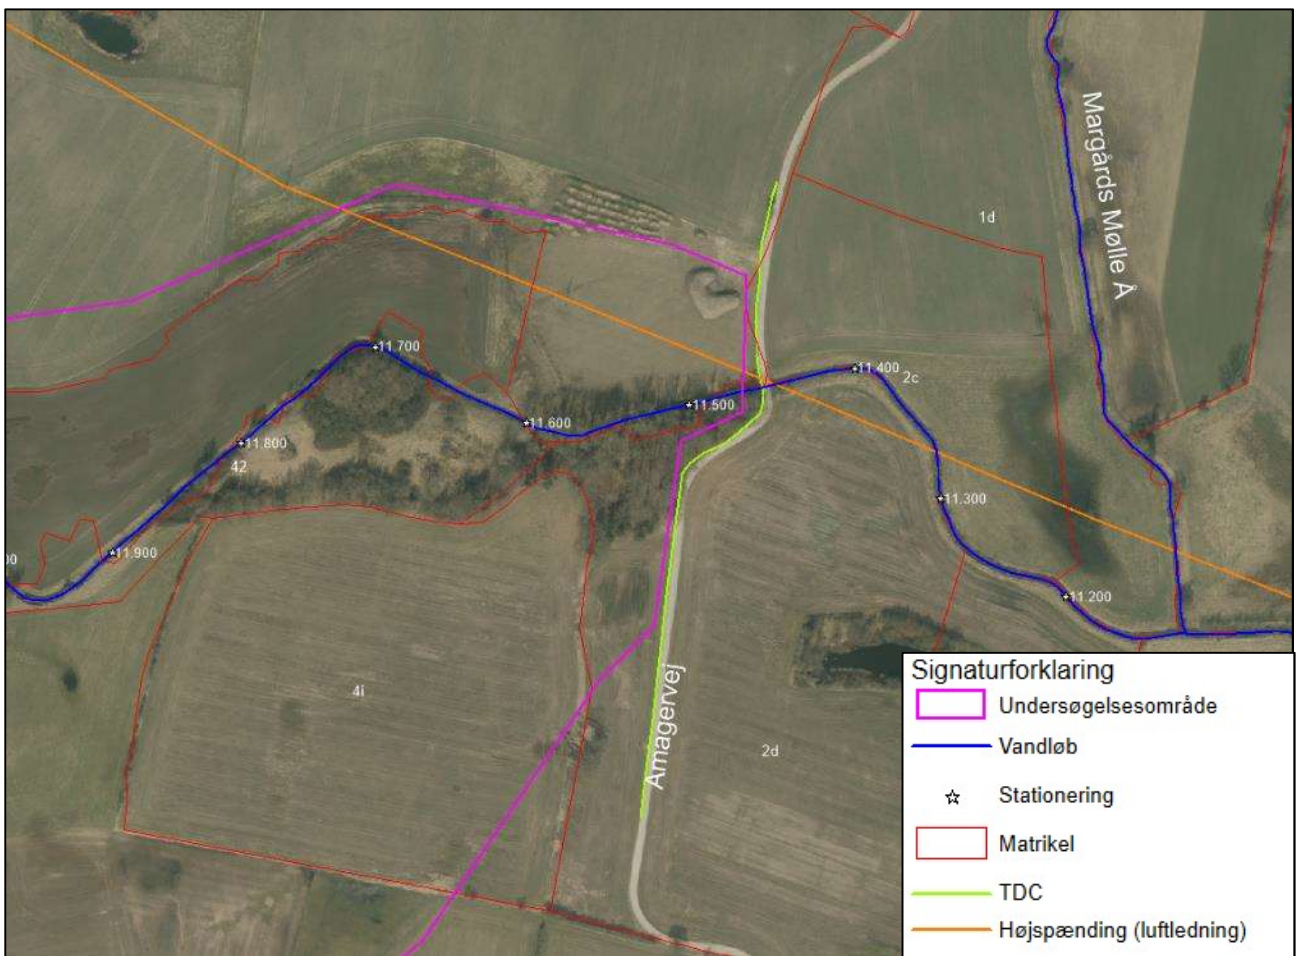 1d
Margårds Mølle Å
11.700
11.400
2c
11.500
11.600
11.800
42
11.300
11.900
00
11.200
4i
Amagervej
2d
Signaturforklaring
Undersøgelsesområde
Vandløb
Stationering
Matrikel
TDC
Højspænding (luftledning)